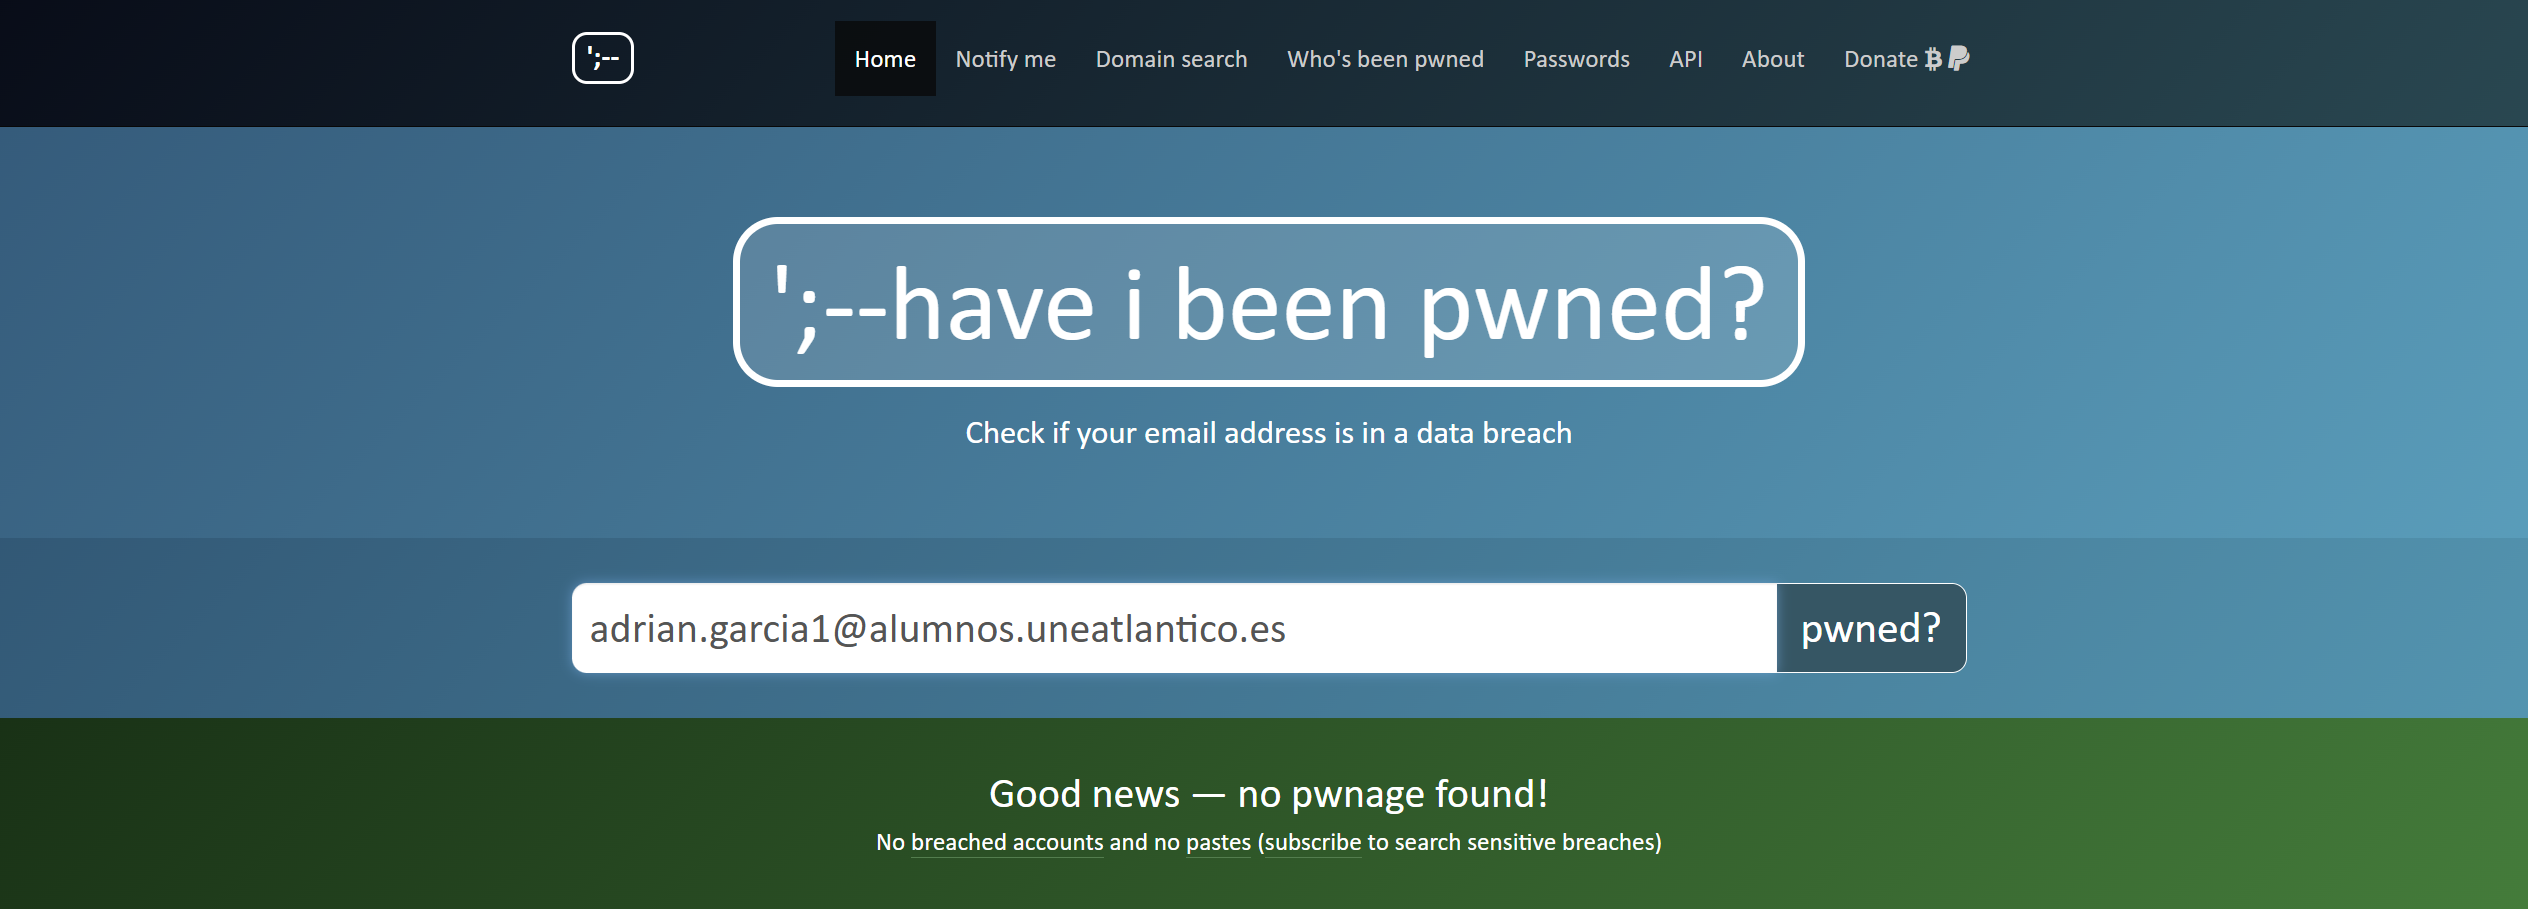 ';--
Home Notify me Domain search Who's been pwned Passwords API About Donate
';--have i been pwned?
Check if your email address is in a data breach
adrian.garcia1@alumnos.uneatlantico.es pwned?
Good news — no pwnage found!
No breached accounts and no pastes (subscribe to search sensitive breaches)